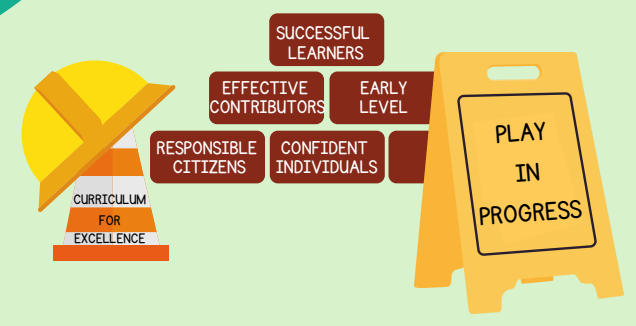 SUCCESSFUL
LEARNERS
EFFECTIVE
CONTRIBUTORS
EARLY
LEVEL
RESPONSIBLE
CITIZENS
CONFIDENT
INDIVIDUALS
PLAY
IN
PROGRESS
CURRICULUM
FOR
EXCELLENCE